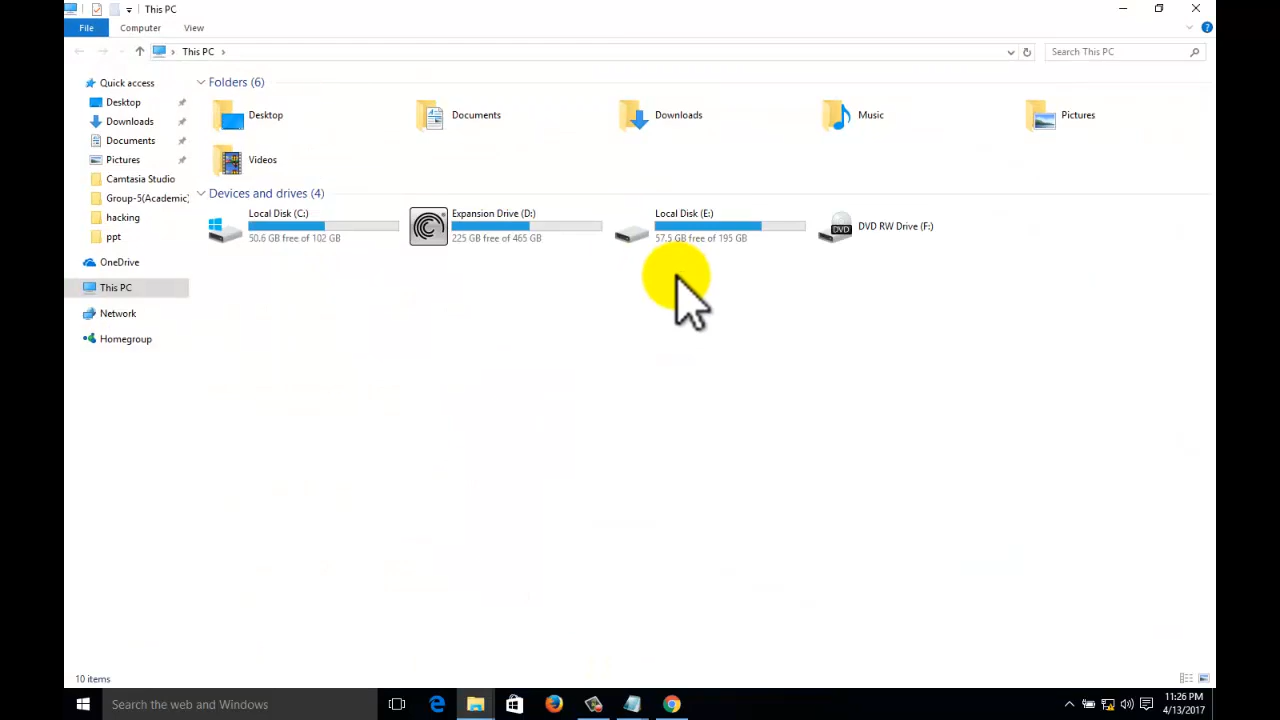 This PC
File Computer View
This PC Search This PC
Quick access
Desktop
Downloads
Documents
Pictures
Camtasia Studio
Group-5(Academic)
hacking
ppt
OneDrive
This PC
Network
Homegroup
Folders (6)
Desktop Documents Downloads Music Pictures
Videos
Devices and drives (4)
Local Disk (C:)
50.6 GB free of 102 GB
Expansion Drive (D:)
225 GB free of 465 GB
Local Disk (E:)
57.5 GB free of 195 GB
DVD RW Drive (F:)
DVD
10 items
Search the web and Windows
11:26 PM
4/13/2017